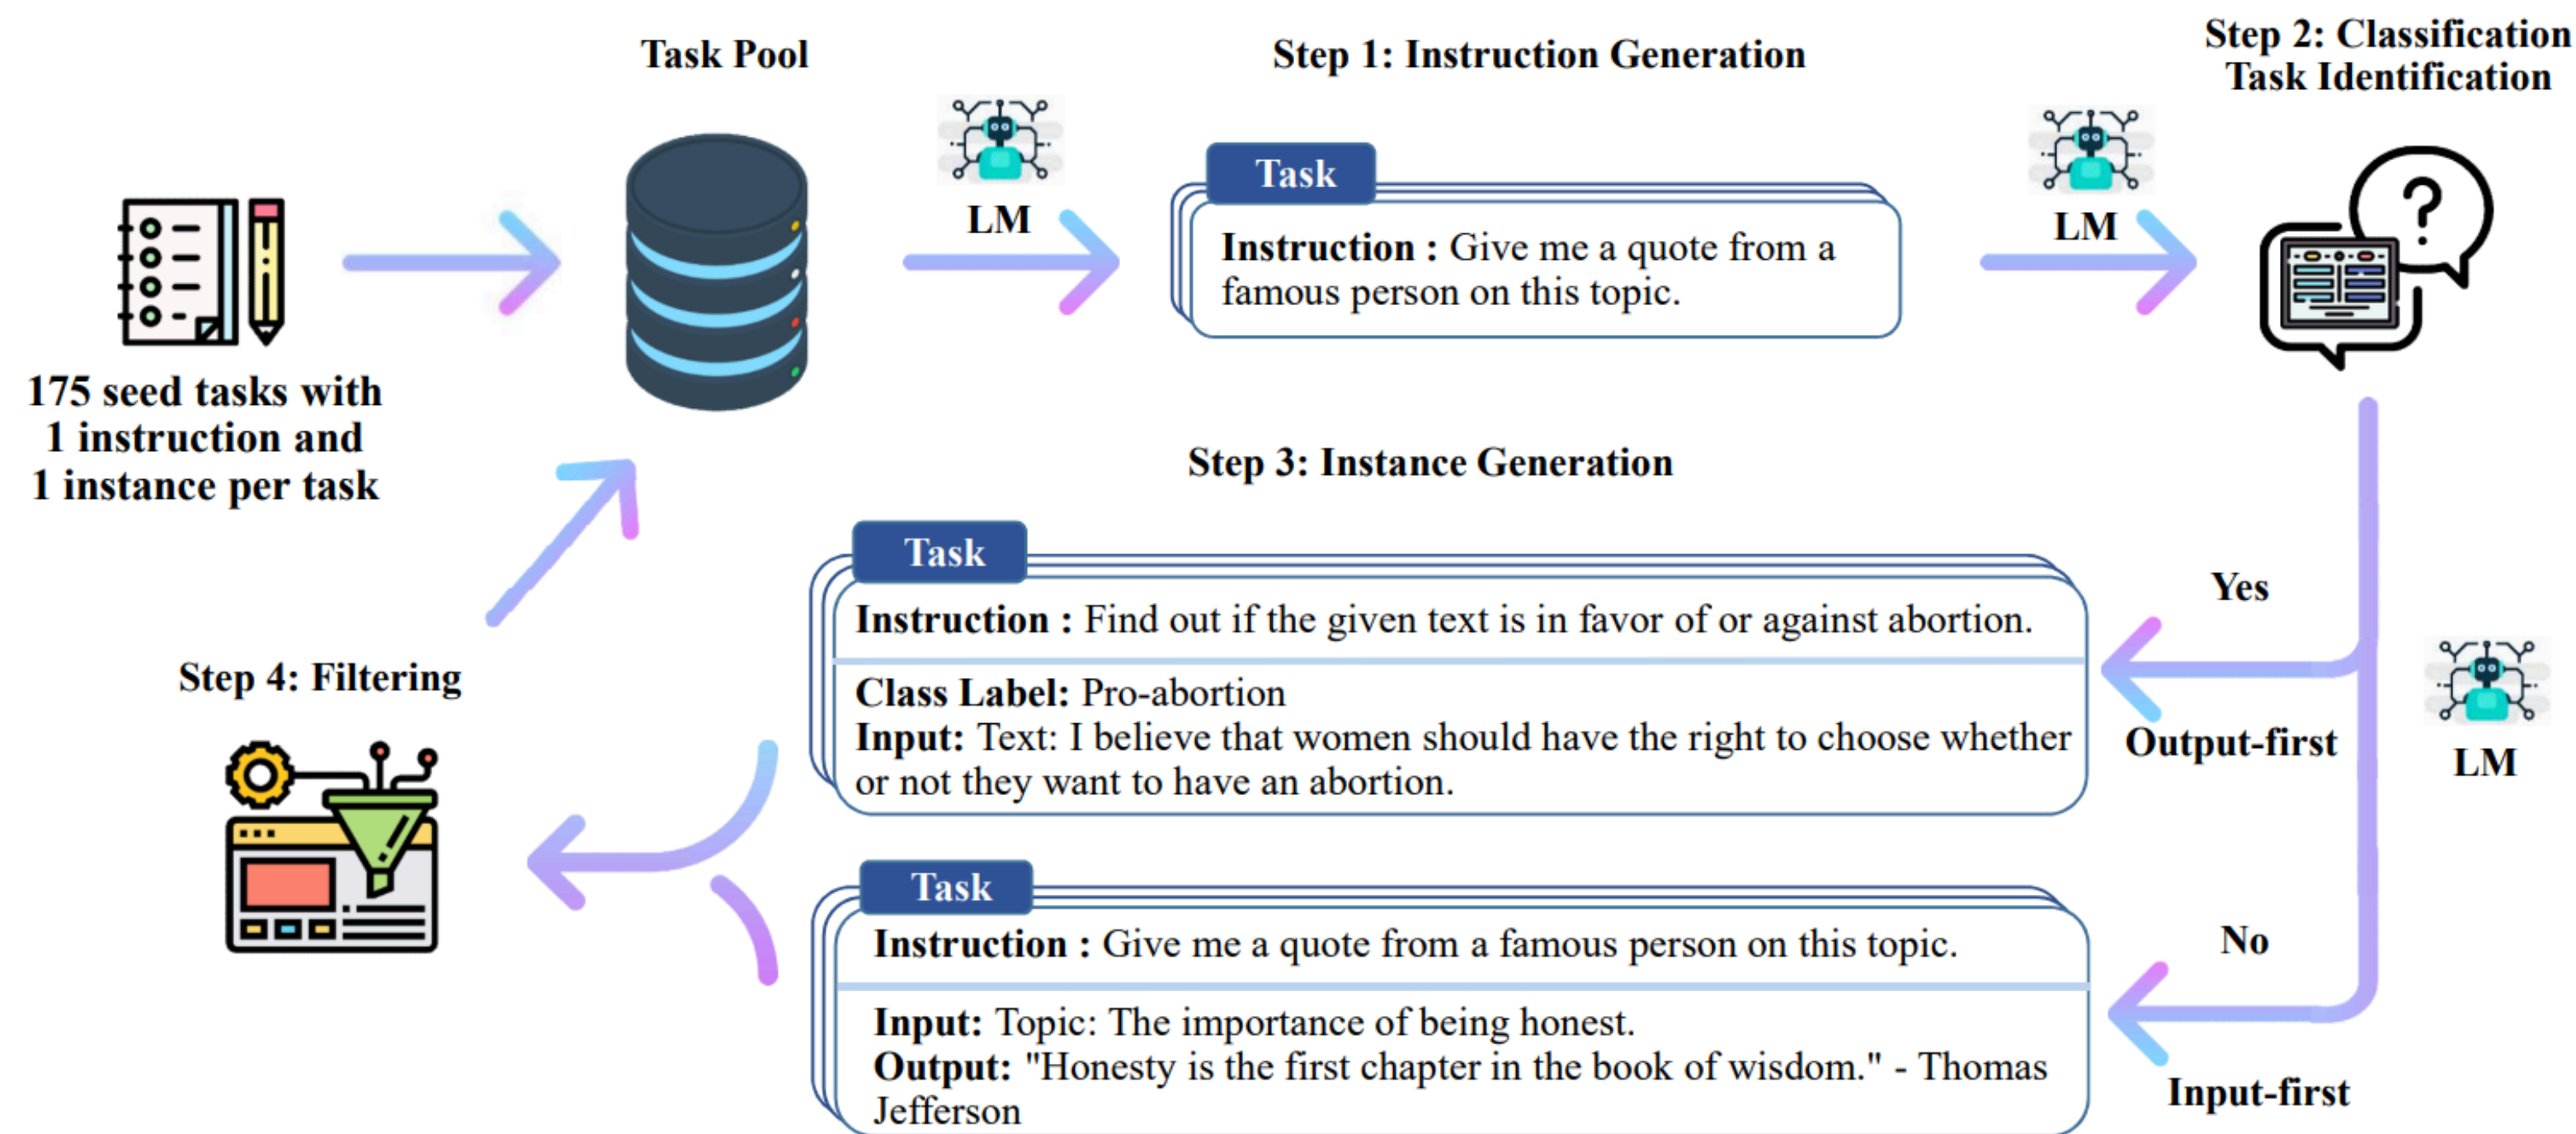 Task Pool
Step 1: Instruction Generation
Step 2: Classification
Task Identification
LM
Task
Instruction : Give me a quote from a
famous person on this topic.
LM
175 seed tasks with
1 instruction and
1 instance per task
Step 3: Instance Generation
Task
Instruction : Find out if the given text is in favor of or against abortion.
Class Label: Pro-abortion
Input: Text: I believe that women should have the right to choose whether
or not they want to have an abortion.
Yes
Output-first
LM
Step 4: Filtering
Task
Instruction : Give me a quote from a famous person on this topic.
Input: Topic: The importance of being honest.
Output: "Honesty is the first chapter in the book of wisdom." - Thomas
Jefferson
No
Input-first